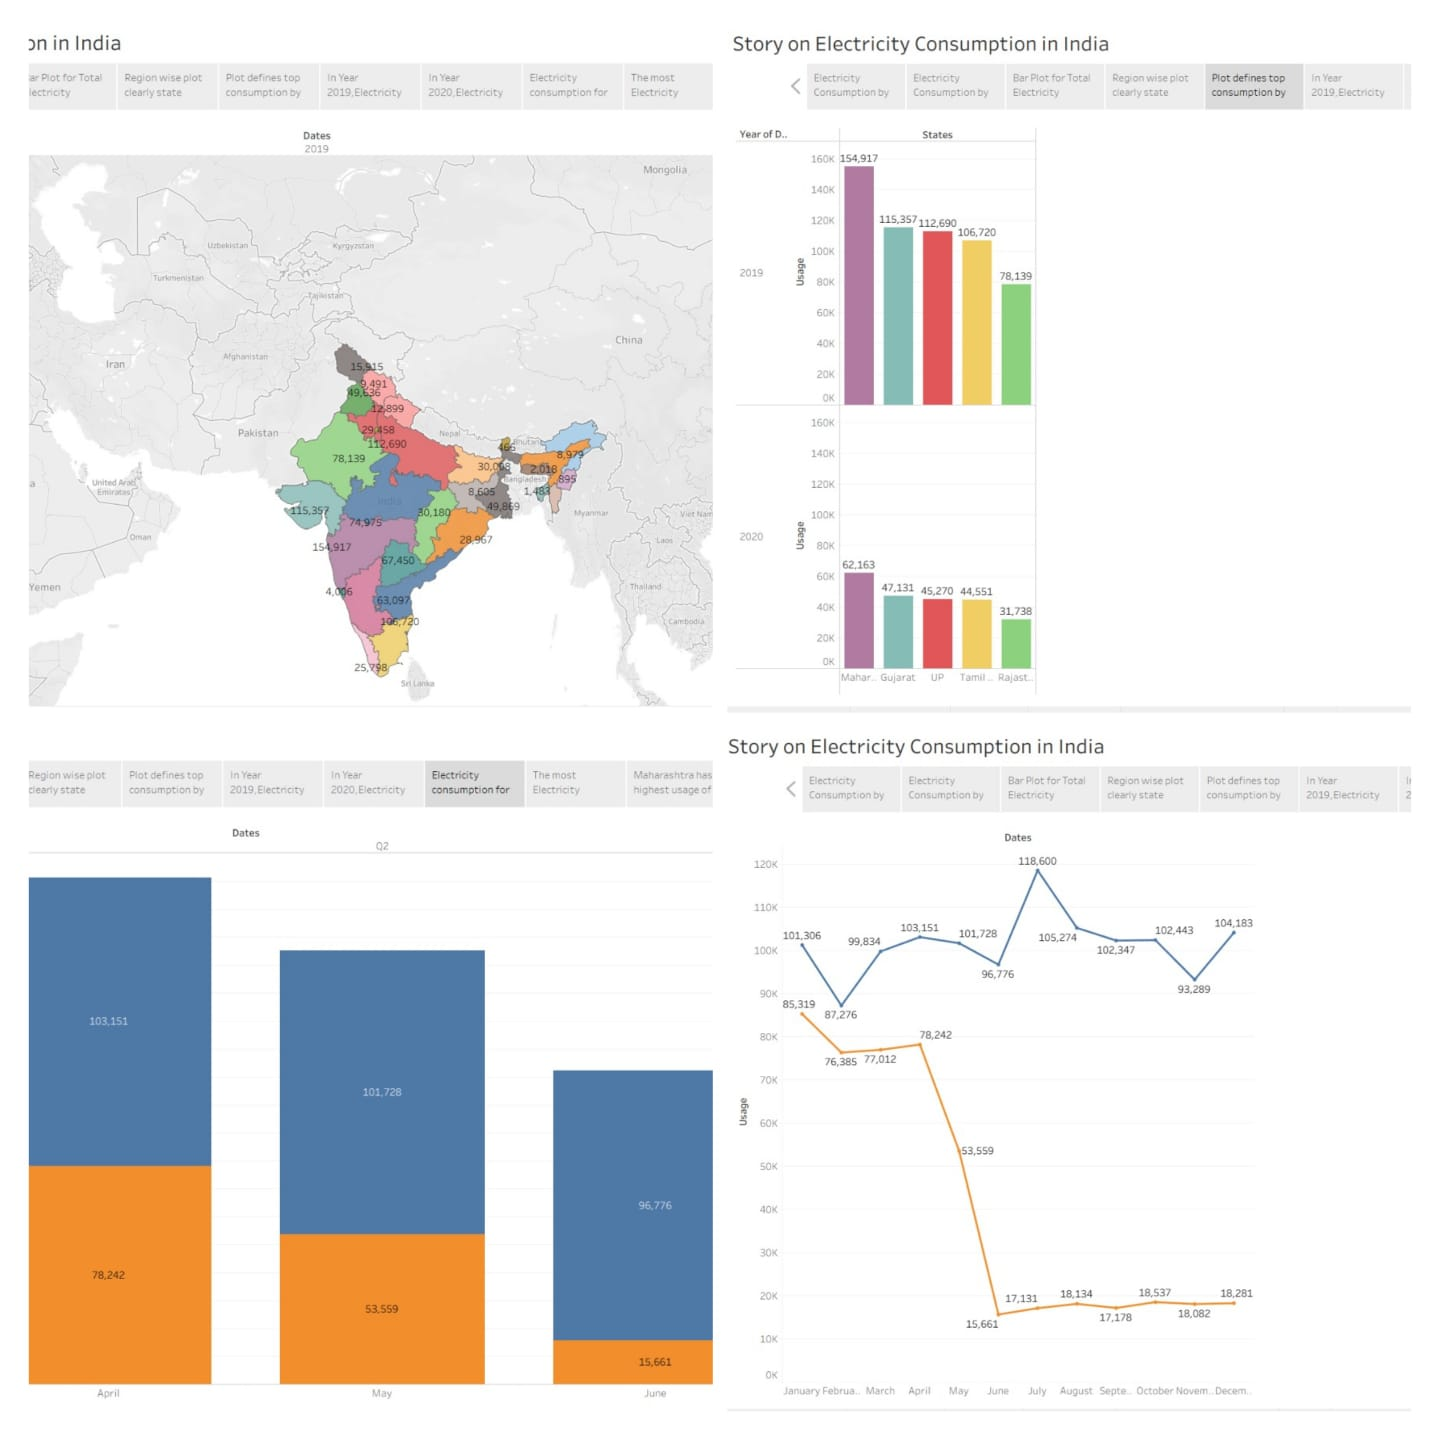 on in India
ar Plot for Total
lectricity
Region wise plot
clearly state
Plot defines top
consumption by
In Year
2019,Electricity
In Year
2020,Electricity
Electricity
consumption for
The most
Electricity
Dates
2019
Mongolia
Uzbekistan
Kyrgyzstan
Turkmenistan
Tajikistan
China
Afghanistan
Iran
15,915
9,491
49,636
12,899
29,458
Pakistan
112,690
Nepal
466
Bhutan
8,979
78,139
30,098
2,018
United Arab
Emirates
a
Bangladesh
895
8,605
1,483
India
49,869
115,357
30,180
Myanmar
Viet Nam
74,975
Oman
28,967
Laos
154,917
67,450
Yemen
Thailand
4,006
63,097
106,720
Cambodia
25,798
Sri Lanka
Story on Electricity Consumption in India
Electricity
Consumption by
Electricity
Consumption by
Bar Plot for Total
Electricity
Region wise plot
clearly state
Plot defines top
consumption by
In Year
2019,Electricity
Year of D..
States
160K
154,917
140K
120K
115,357
112,690
106,720
100K
2019
Usage
80K
78,139
60K
40K
20K
0K
160K
140K
120K
100K
2020
Usage
80K
62,163
60K
47,131
45,270
44,551
40K
31,738
20K
0K
Mahar..
Gujarat
UP
Tamil ..
Rajast..
Region wise plot
clearly state
Plot defines top
consumption by
In Year
2019,Electricity
In Year
2020,Electricity
Electricity
consumption for
The most
Electricity
Maharashtra has
highest usage of
Dates
Q2
103,151
101,728
96,776
78,242
53,559
15,661
April
May
June
Story on Electricity Consumption in India
Electricity
Consumption by
Electricity
Consumption by
Bar Plot for Total
Electricity
Region wise plot
clearly state
Plot defines top
consumption by
In Year
2019,Electricity
I
2
Dates
120K
118,600
110K
101,306
99,834
103,151
101,728
105,274
102,347
102,443
104,183
100K
96,776
93,289
90K
85,319
87,276
80K
78,242
76,385
77,012
70K
Usage
60K
53,559
50K
40K
30K
20K
17,131
18,134
18,537
18,281
15,661
17,178
18,082
10K
0K
January
Februa..
March
April
May
June
July
August
Septe..
October
Novem..
Decem..